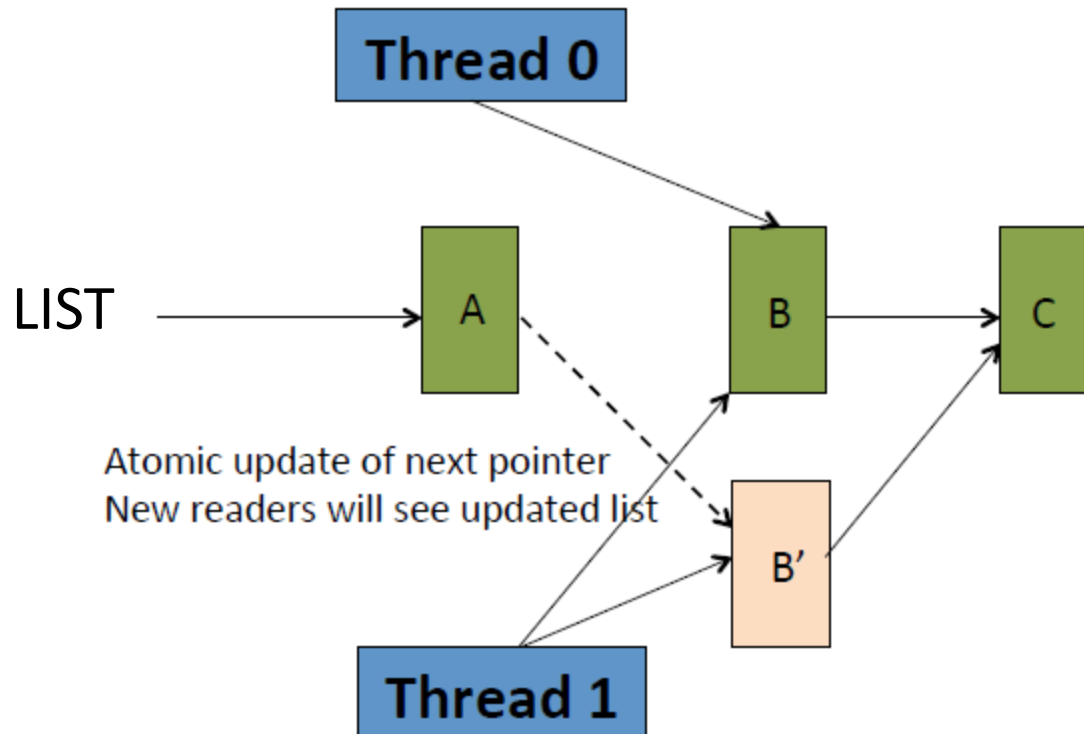 Thread 0
LIST
A
B
C
Atomic update of next pointer
New readers will see updated list
B’
Thread 1